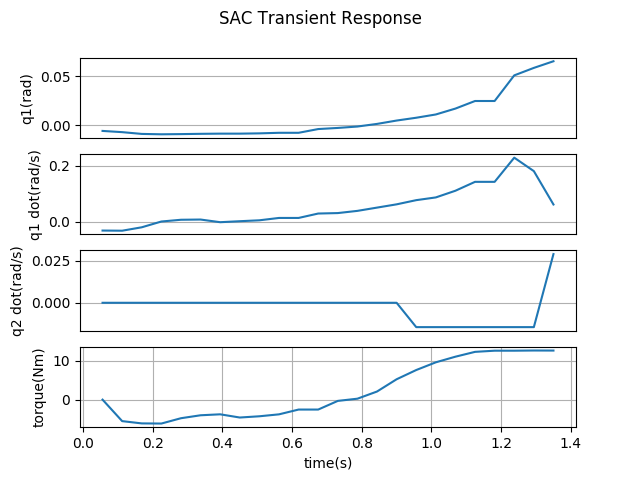 SAC Transient Response
q1(rad)
0.05
0.00
q1 dot(rad/s)
0.2
0.0
q2 dot(rad/s)
0.025
0.000
torque(Nm)
10
0
0.0 0.2 0.4 0.6 0.8 1.0 1.2 1.4
time(s)